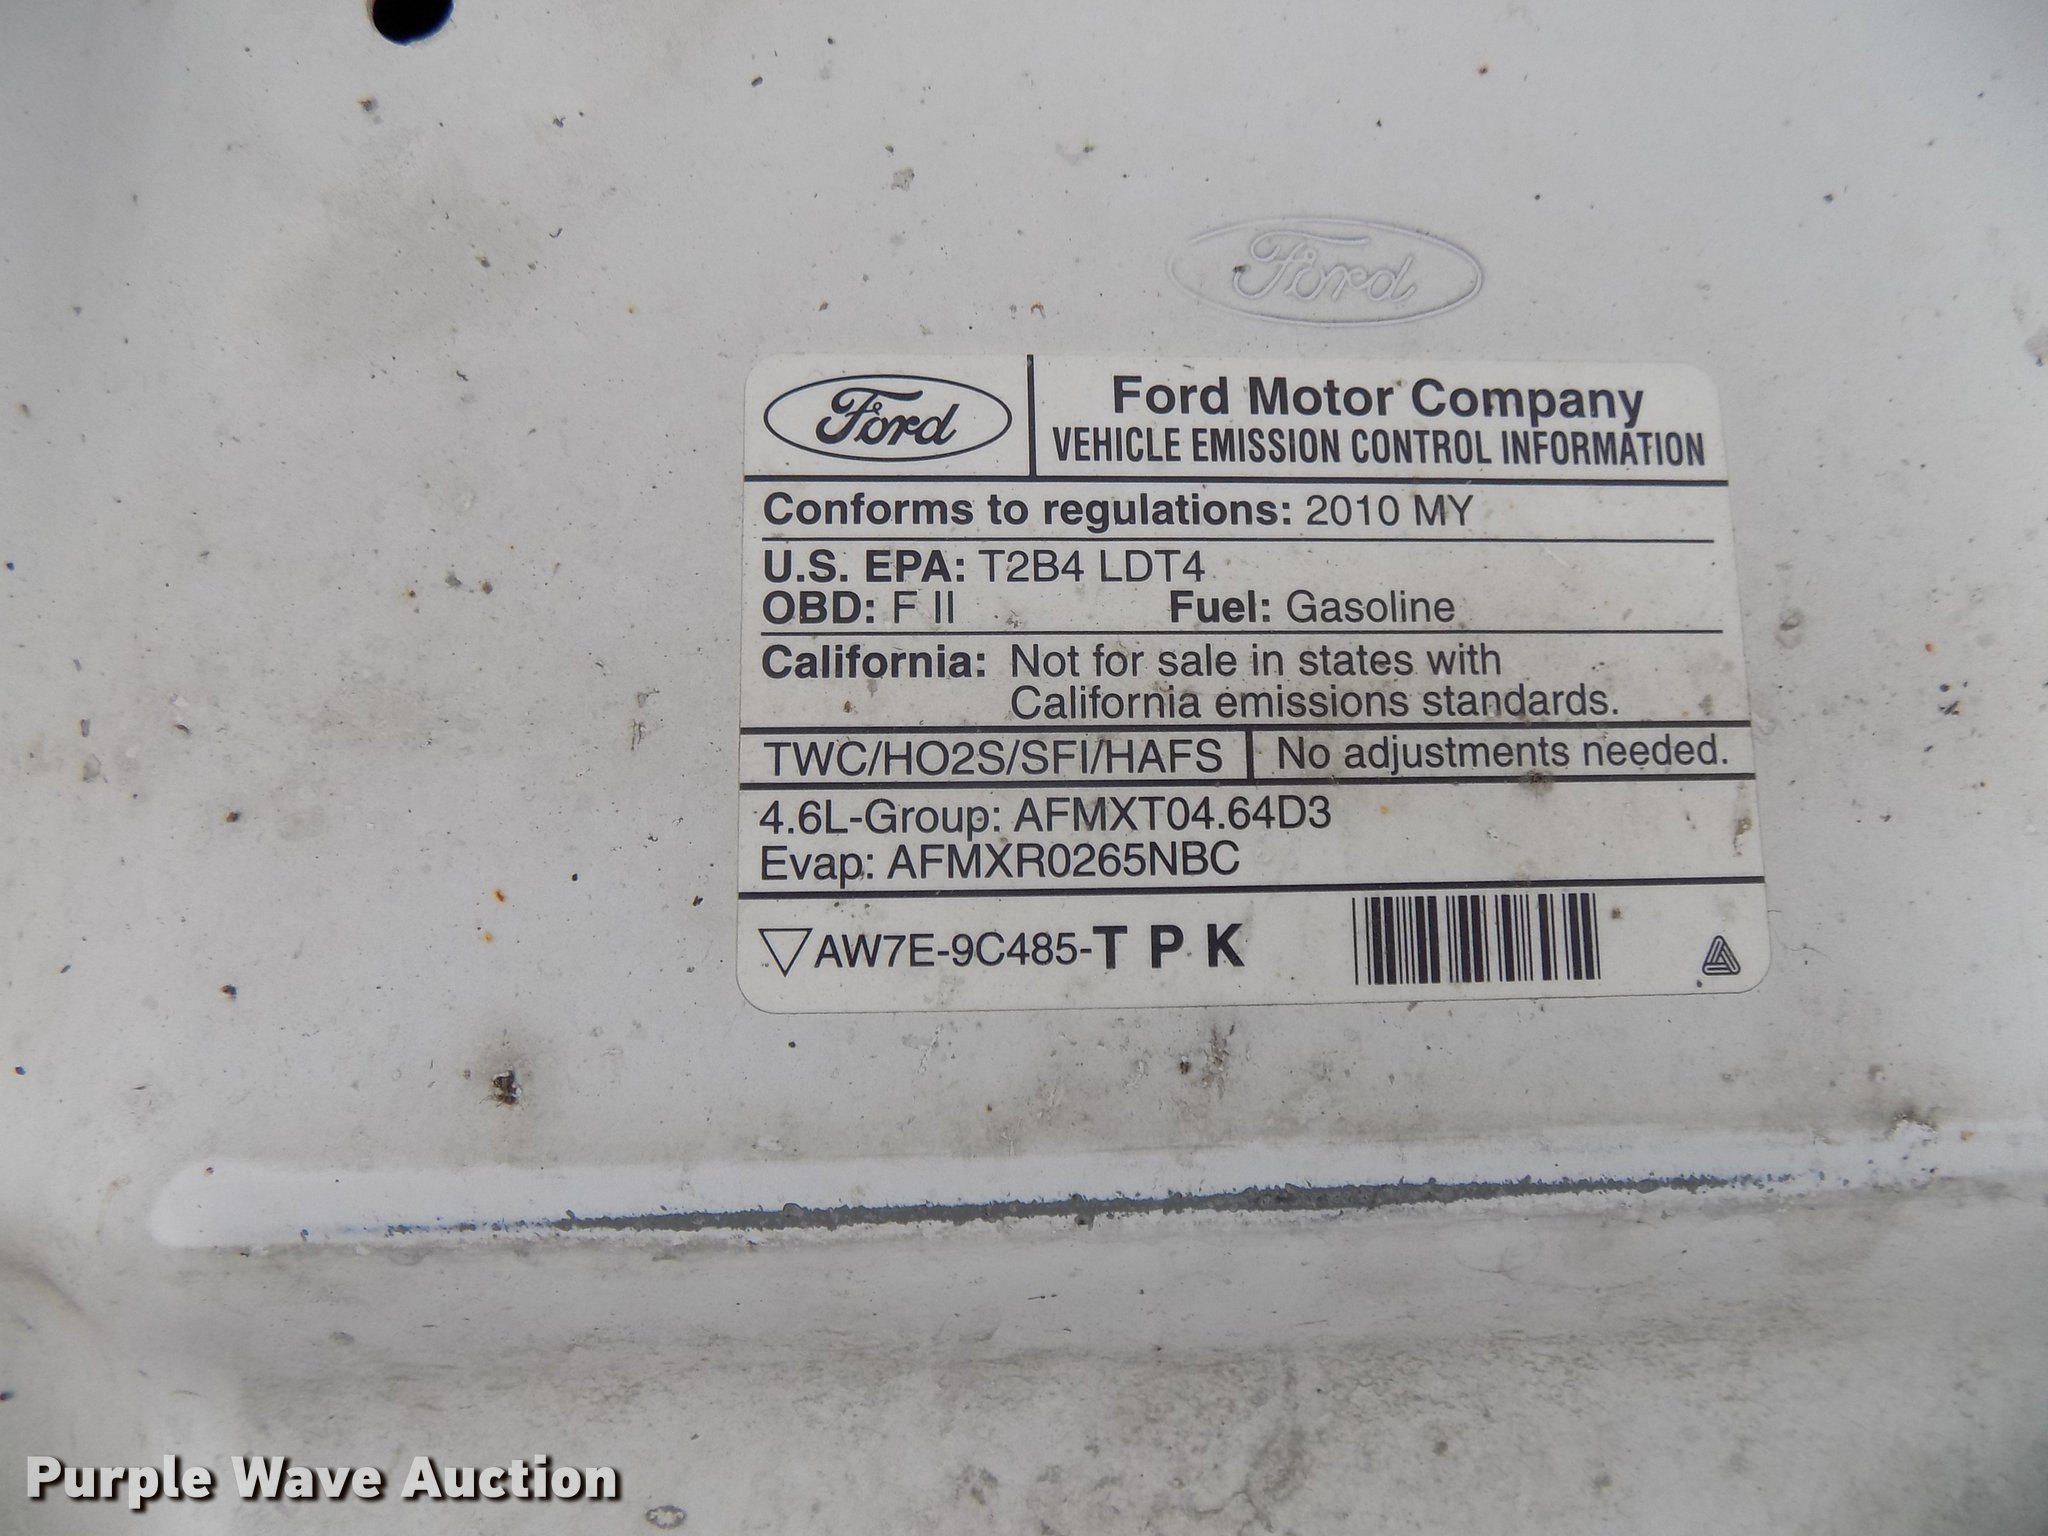 Ford
Ford
Ford Motor Company
VEHICLE EMISSION CONTROL INFORMATION
Conforms to regulations: 2010 MY
U.S. EPA: T2B4 LDT4
OBD: F II Fuel: Gasoline
California: Not for sale in states with
California emissions standards.
TWC/HO2S/SFI/HAFS No adjustments needed.
4.6L-Group: AFMXT04.64D3
Evap: AFMXR0265NBC
AW7E-9C485-T P K
Purple Wave Auction